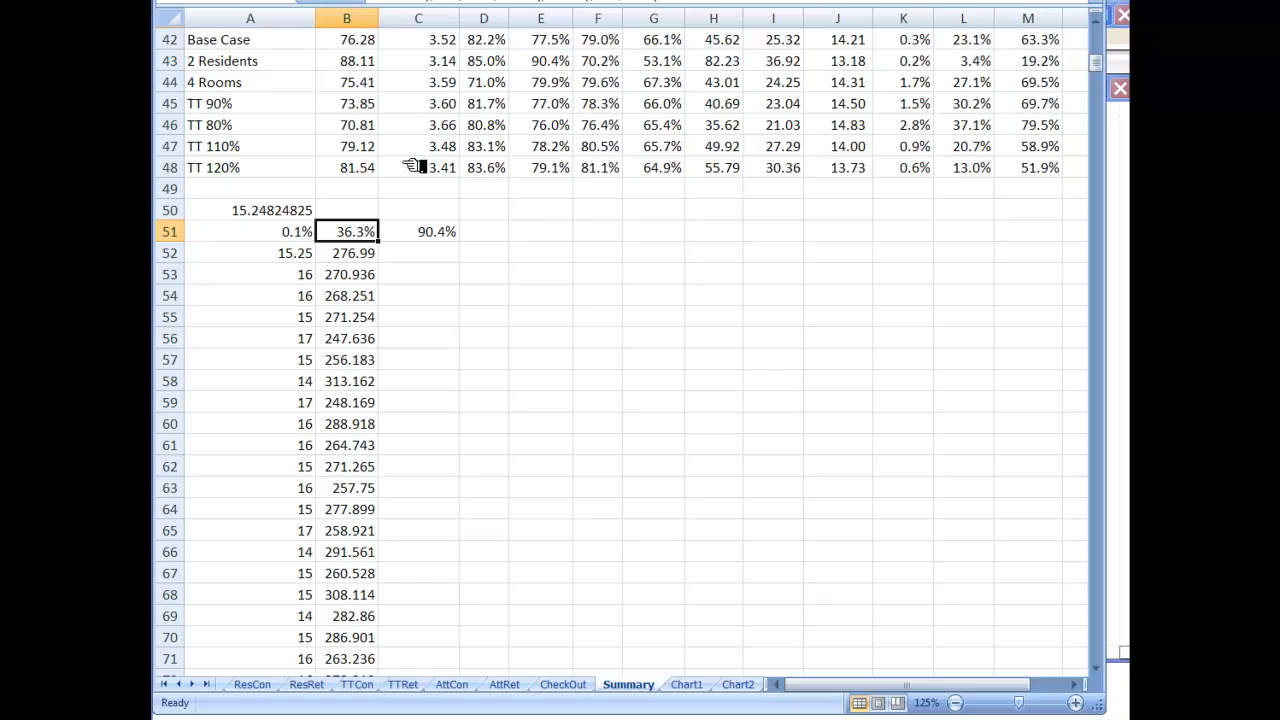 A B C D E F G H I J K L M
42 Base Case 76.28 3.52 82.2% 77.5% 79.0% 66.1% 45.62 25.32 14.21 0.3% 23.1% 63.3%
43 2 Residents 88.11 3.14 85.0% 90.4% 70.2% 53.1% 82.23 36.92 13.18 0.2% 3.4% 19.2%
44 4 Rooms 75.41 3.59 71.0% 79.9% 79.6% 67.3% 43.01 24.25 14.31 1.7% 27.1% 69.5%
45 TT 90% 73.85 3.60 81.7% 77.0% 78.3% 66.0% 40.69 23.04 14.50 1.5% 30.2% 69.7%
46 TT 80% 70.81 3.66 80.8% 76.0% 76.4% 65.4% 35.62 21.03 14.83 2.8% 37.1% 79.5%
47 TT 110% 79.12 3.48 83.1% 78.2% 80.5% 65.7% 49.92 27.29 14.00 0.9% 20.7% 58.9%
48 TT 120% 81.54 3.41 83.6% 79.1% 81.1% 64.9% 55.79 30.36 13.73 0.6% 13.0% 51.9%
49
50 15.24824825
51 0.1% 36.3% 90.4%
52 15.25 276.99
53 16 270.936
54 16 268.251
55 15 271.254
56 17 247.636
57 15 256.183
58 14 313.162
59 17 248.169
60 16 288.918
61 16 264.743
62 15 271.265
63 16 257.75
64 15 277.899
65 17 258.921
66 14 291.561
67 15 260.528
68 15 308.114
69 14 282.86
70 15 286.901
71 16 263.236
ResCon ResRet TTCon TTRet AttCon AttRet CheckOut Summary Chart1 Chart2
Ready 125%